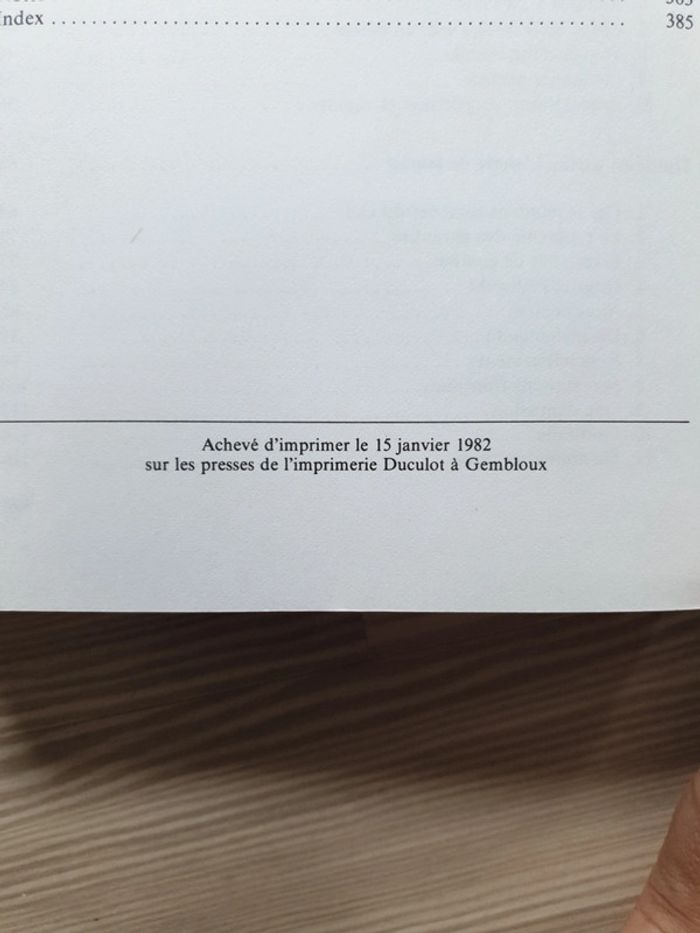 Index ........................................................... 385
Achevé d'imprimer le 15 janvier 1982
sur les presses de l'imprimerie Duculot à Gembloux